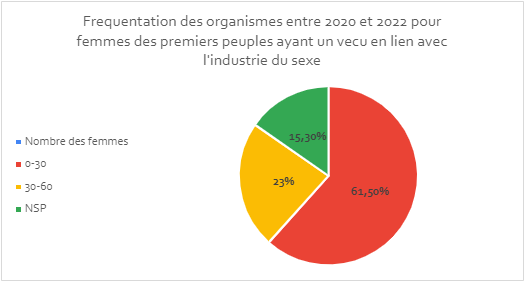 Frequentation des organismes entre 2020 et 2022 pour
femmes des premiers peuples ayant un vecu en lien avec
l'industrie du sexe
Nombre des femmes
0-30
30-60
NSP
15,30%
23%
61,50%